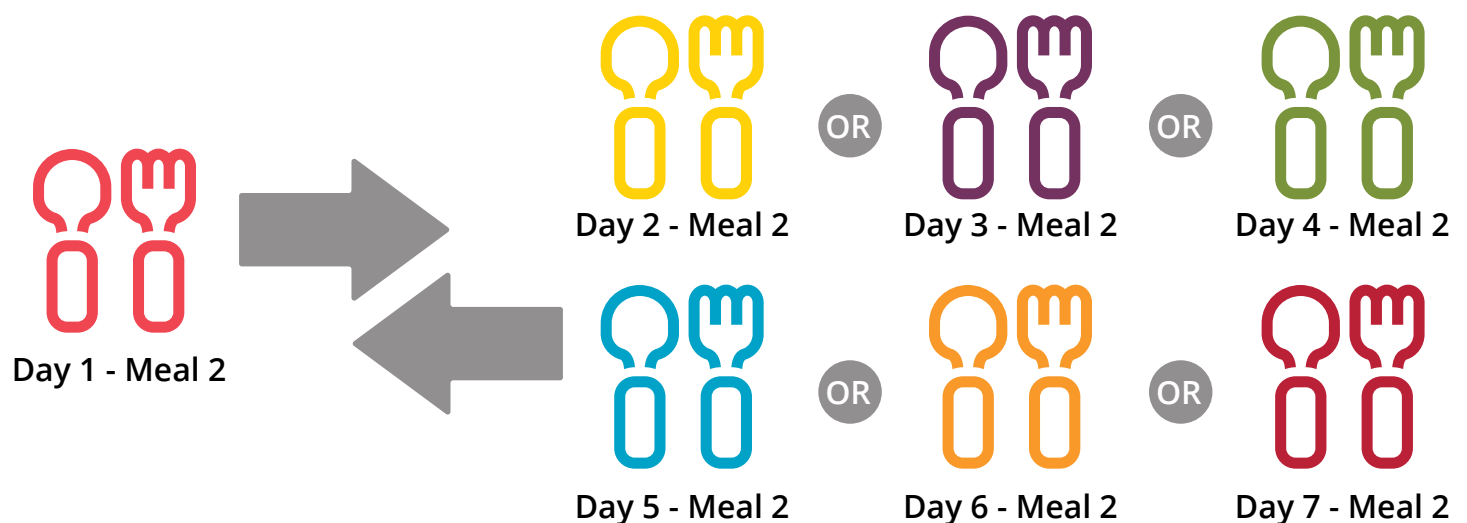 OR
OR
Day 2 - Meal 2
Day 3 - Meal 2
Day 4 - Meal 2
Day 1 - Meal 2
OR
OR
Day 5 - Meal 2
Day 6 - Meal 2
Day 7 - Meal 2